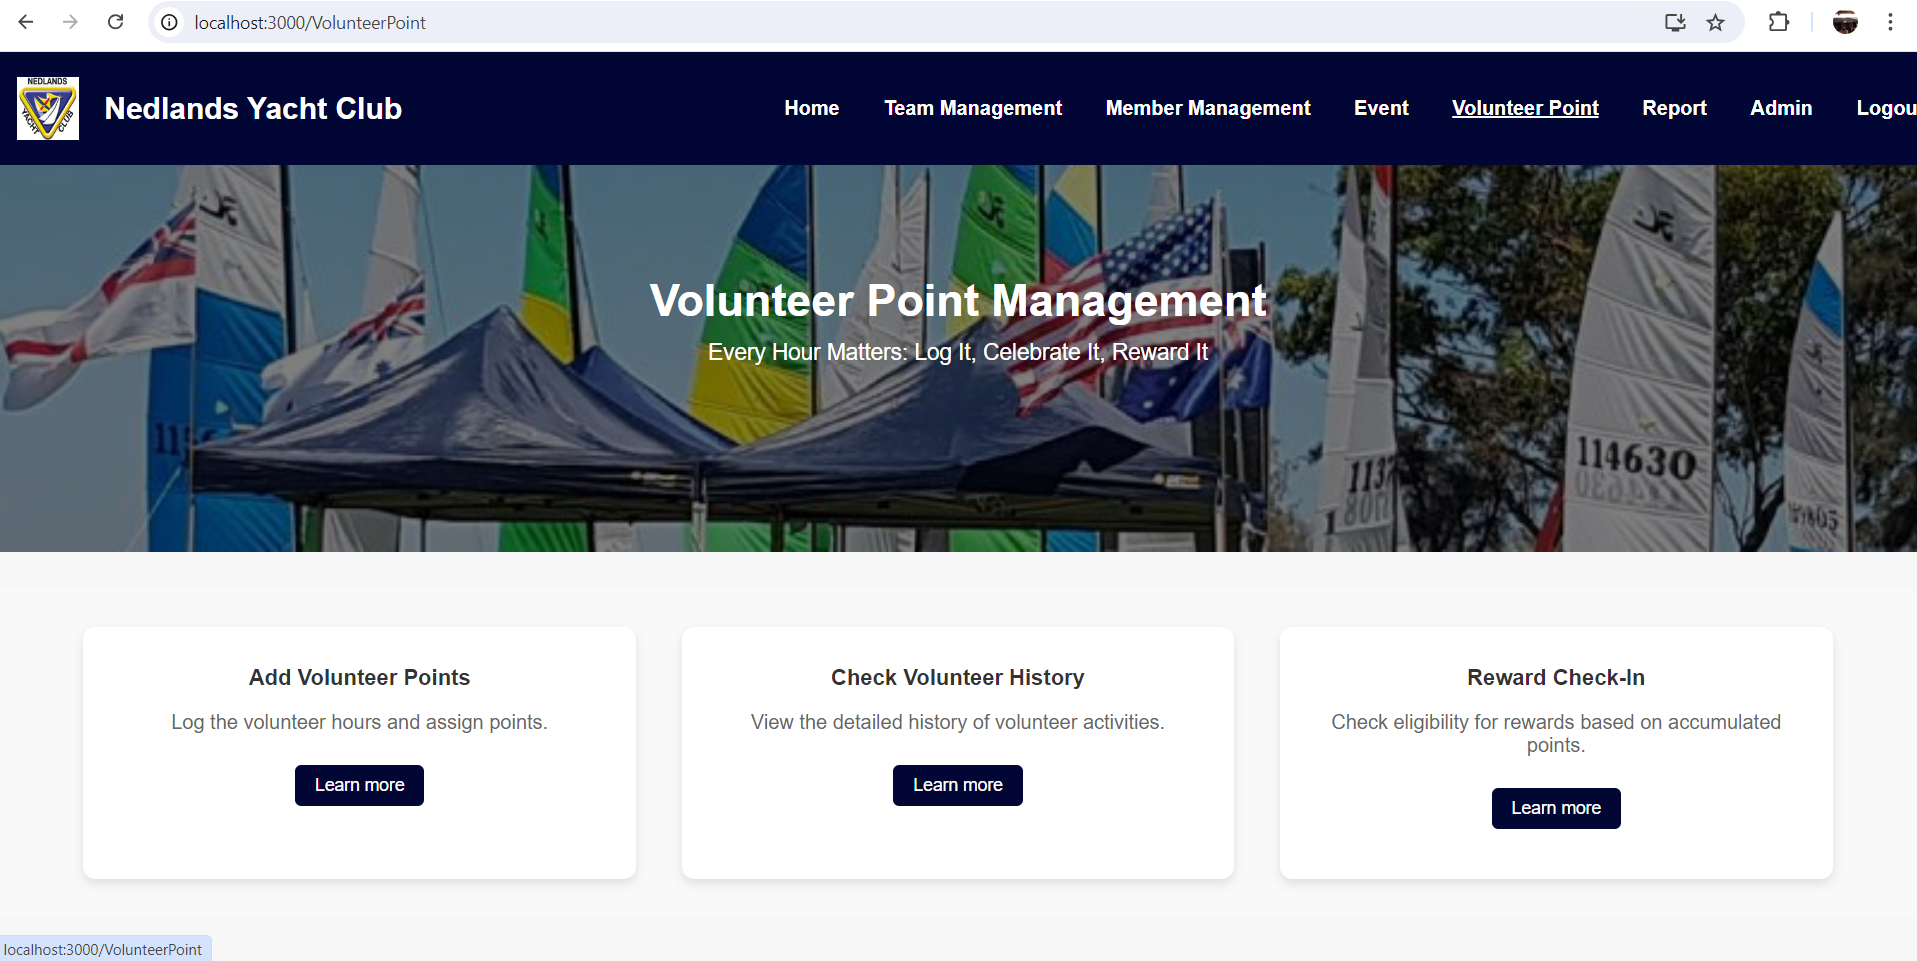 localhost:3000/VolunteerPoint
NEDLANDS
YACHT CLUB
Nedlands Yacht Club
Home
Team Management
Member Management
Event
Volunteer Point
Report
Admin
Logou
Volunteer Point Management
Every Hour Matters: Log It, Celebrate It, Reward It
114630
Add Volunteer Points
Log the volunteer hours and assign points.
Learn more
Check Volunteer History
View the detailed history of volunteer activities.
Learn more
Reward Check-In
Check eligibility for rewards based on accumulated
points.
Learn more
localhost:3000/VolunteerPoint